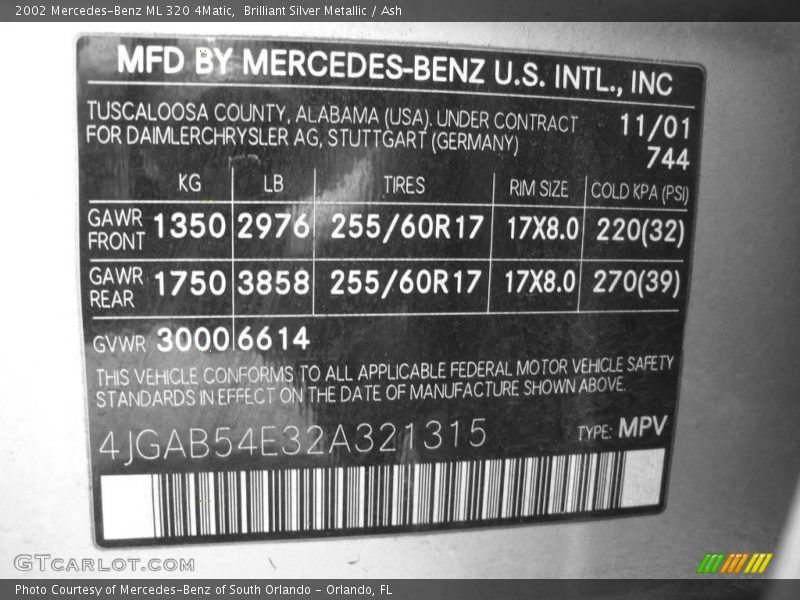 2002 Mercedes-Benz ML 320 4Matic, Brilliant Silver Metallic / Ash
MFD BY MERCEDES-BENZ U.S. INTL., INC
TUSCALOOSA COUNTY, ALABAMA (USA). UNDER CONTRACT
FOR DAIMLERCHRYSLER AG, STUTTGART (GERMANY)
11/01
744
KG LB TIRES RIM SIZE COLD KPA (PSI)
GAWR FRONT 1350 2976 255/60R17 17X8.0 220(32)
GAWR REAR 1750 3858 255/60R17 17X8.0 270(39)
GVWR 3000 6614
THIS VEHICLE CONFORMS TO ALL APPLICABLE FEDERAL MOTOR VEHICLE SAFETY
STANDARDS IN EFFECT ON THE DATE OF MANUFACTURE SHOWN ABOVE.
4JGAB54E32A321315 TYPE: MPV
GTCARLOT.COM
Photo Courtesy of Mercedes-Benz of South Orlando - Orlando, FL